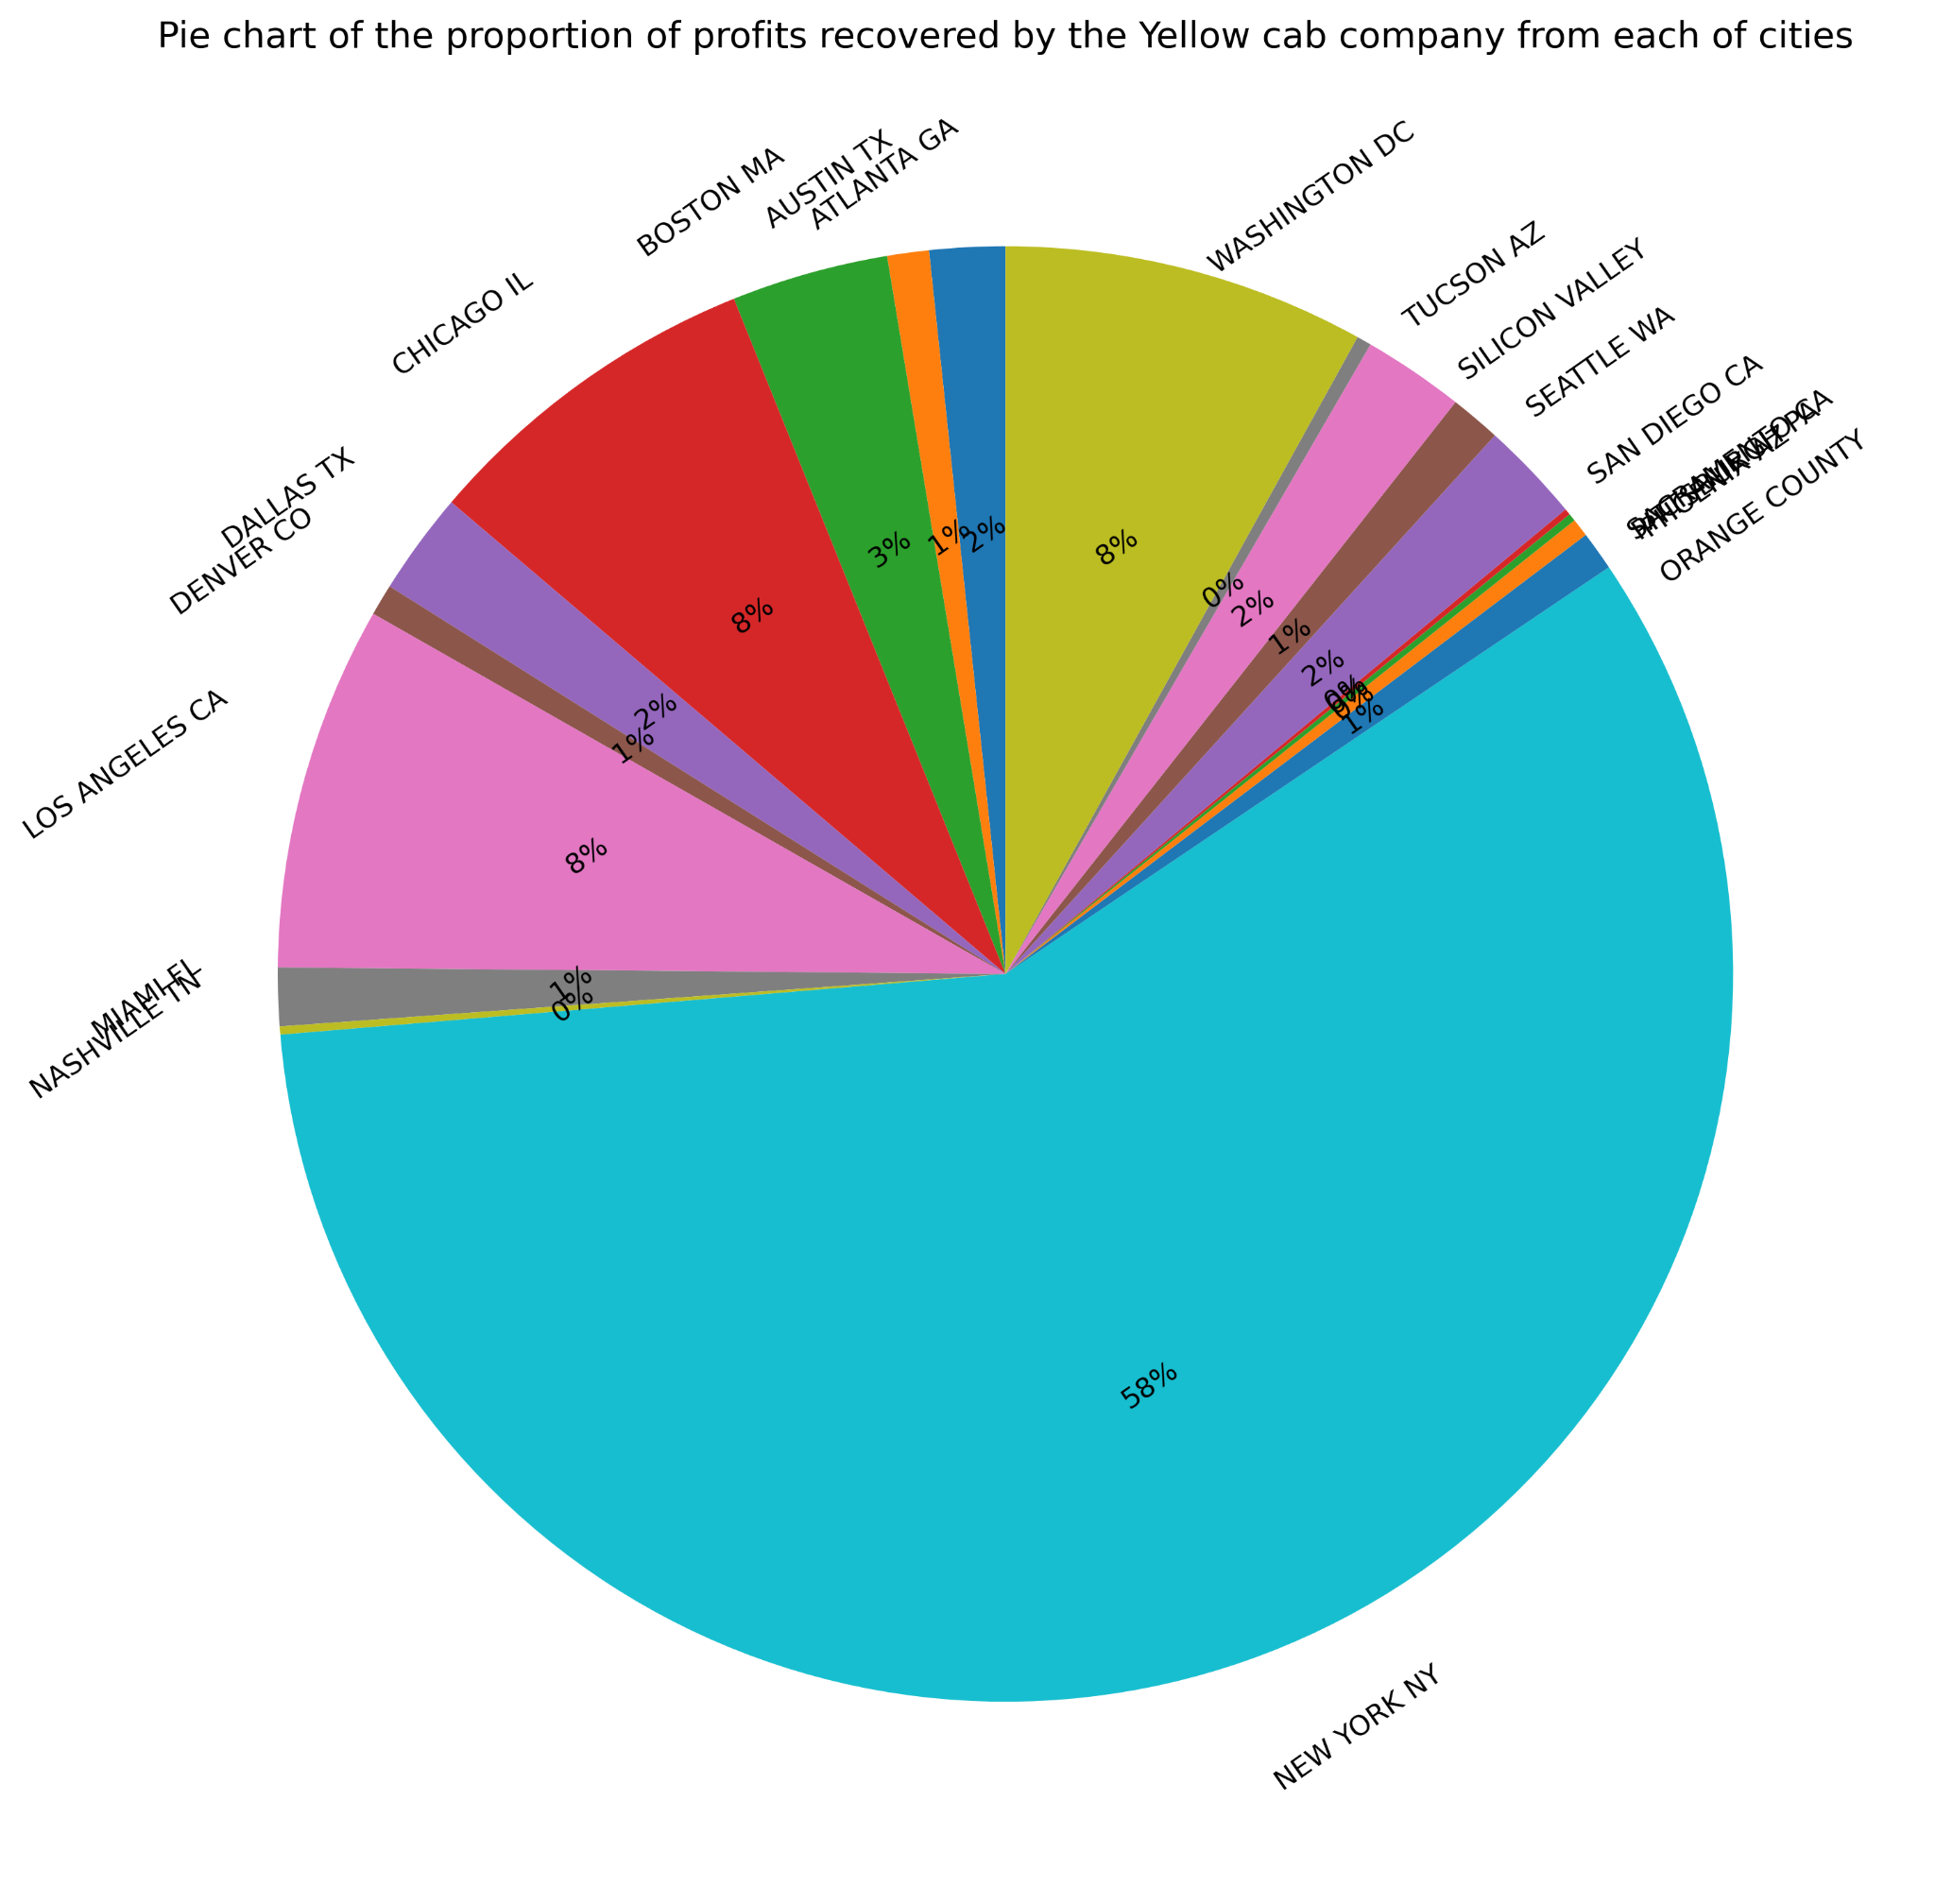 Pie chart of the proportion of profits recovered by the Yellow cab company from each of cities
ATLANTA GA
2%
AUSTIN TX
1%
BOSTON MA
3%
CHICAGO IL
8%
DALLAS TX
2%
DENVER CO
1%
LOS ANGELES CA
8%
MIAMI FL
1%
NASHVILLE TN
0%
NEW YORK NY
58%
ORANGE COUNTY
1%
SAN DIEGO CA
2%
SEATTLE WA
1%
SILICON VALLEY
2%
TUCSON AZ
0%
WASHINGTON DC
8%